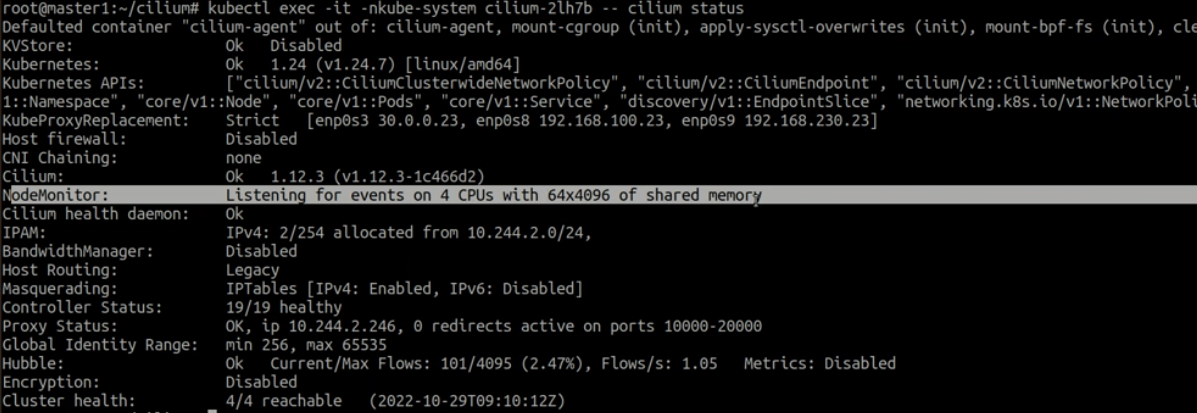 root@master1:~/cilium# kubectl exec -it -nkube-system cilium-2lh7b -- cilium status
Defaulted container "cilium-agent" out of: cilium-agent, mount-cgroup (init), apply-sysctl-overwrites (init), mount-bpf-fs (init), cle
KVStore: Ok Disabled
Kubernetes: Ok 1.24 (v1.24.7) [linux/amd64]
Kubernetes APIs: ["cilium/v2::CiliumClusterwideNetworkPolicy", "cilium/v2::CiliumEndpoint", "cilium/v2::CiliumNetworkPolicy",
1::Namespace", "core/v1::Node", "core/v1::Pods", "core/v1::Service", "discovery/v1::EndpointSlice", "networking.k8s.io/v1::NetworkPoli
KubeProxyReplacement: Strict [enp0s3 30.0.0.23, enp0s8 192.168.100.23, enp0s9 192.168.230.23]
Host firewall: Disabled
CNI Chaining: none
Cilium: Ok 1.12.3 (v1.12.3-1c466d2)
NodeMonitor: Listening for events on 4 CPUs with 64x4096 of shared memory
Cilium health daemon: Ok
IPAM: IPv4: 2/254 allocated from 10.244.2.0/24,
BandwidthManager: Disabled
Host Routing: Legacy
Masquerading: IPTables [IPv4: Enabled, IPv6: Disabled]
Controller Status: 19/19 healthy
Proxy Status: OK, ip 10.244.2.246, 0 redirects active on ports 10000-20000
Global Identity Range: min 256, max 65535
Hubble: Ok Current/Max Flows: 101/4095 (2.47%), Flows/s: 1.05 Metrics: Disabled
Encryption: Disabled
Cluster health: 4/4 reachable (2022-10-29T09:10:12Z)